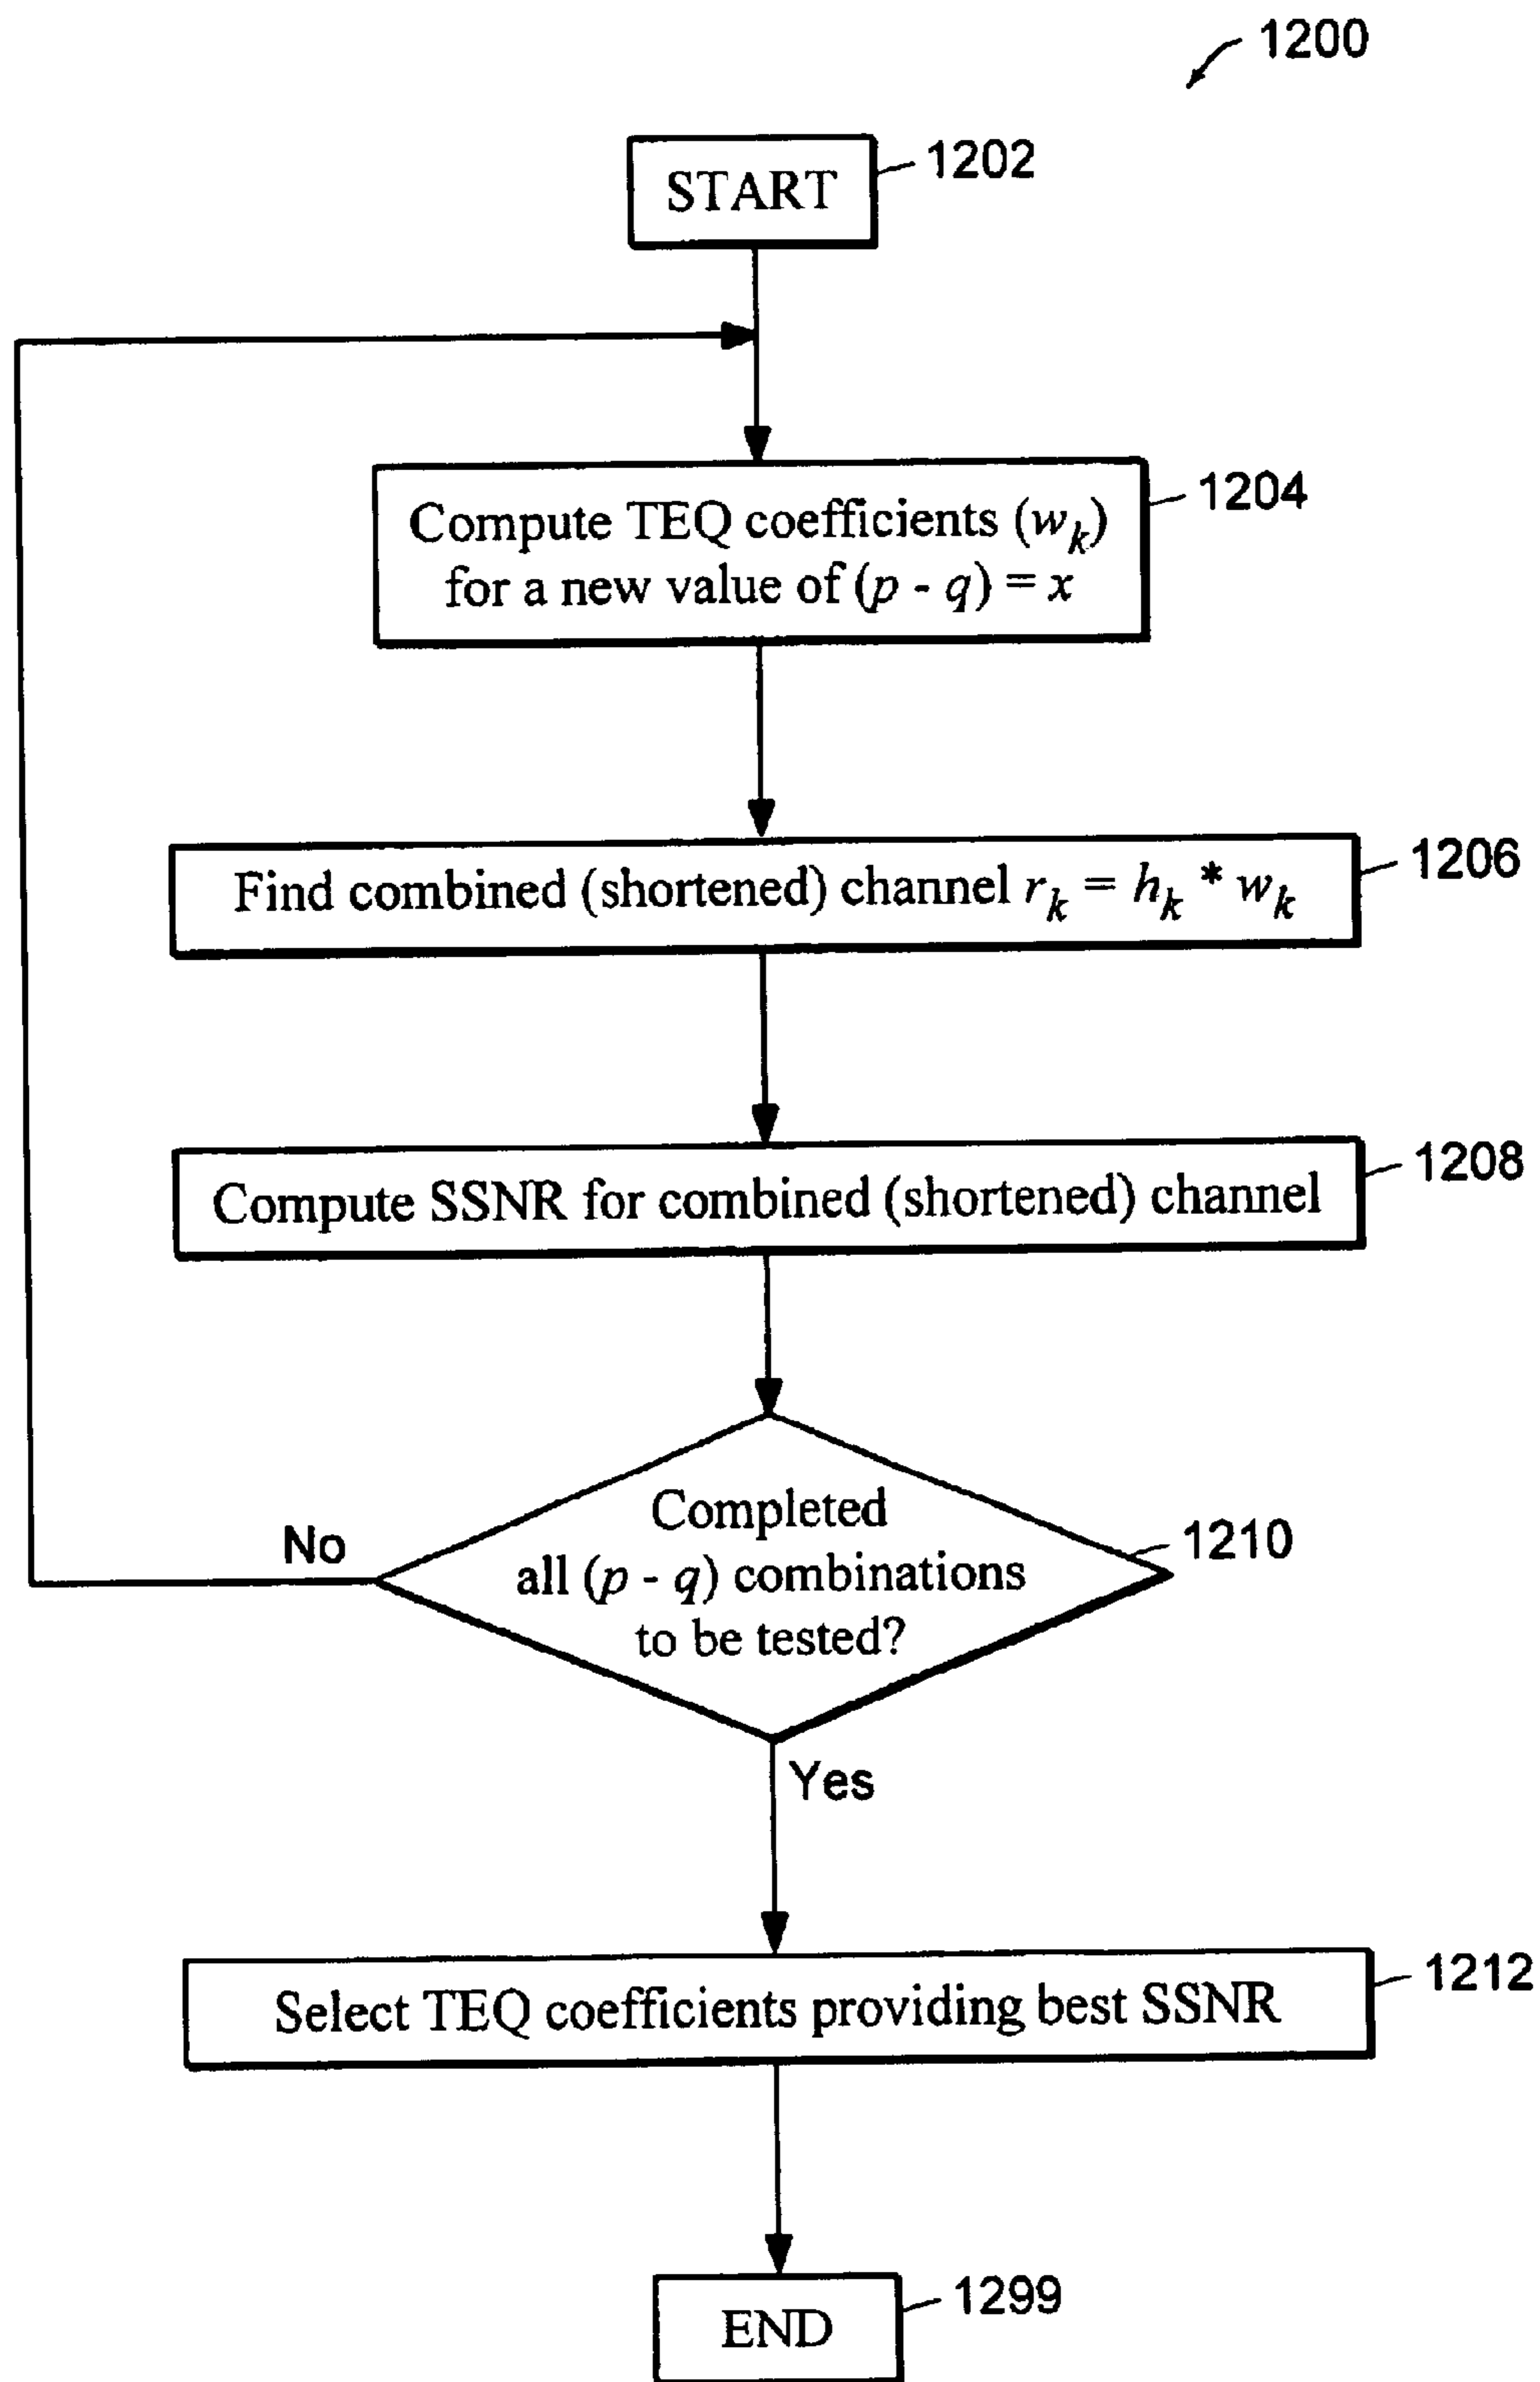 1200
START
1202
Compute TEQ coefficients (w_k)
for a new value of (p - q) = x
1204
Find combined (shortened) channel r_k = h_k * w_k
1206
Compute SSNR for combined (shortened) channel
1208
Completed
all (p - q) combinations
to be tested?
1210
No
Yes
Select TEQ coefficients providing best SSNR
1212
END
1299